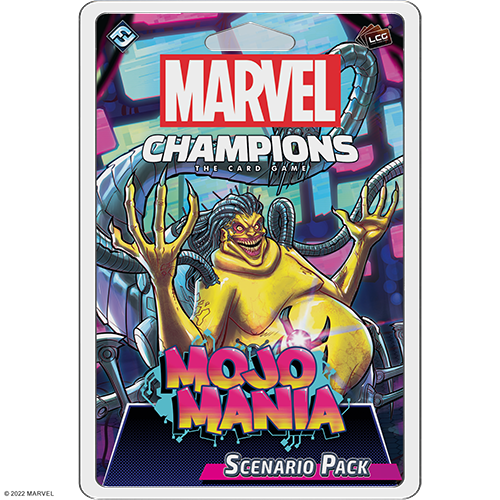 LCG
MARVEL
CHAMPIONS
THE CARD GAME
MOJO
MANIA
SCENARIO PACK
© 2022 MARVEL